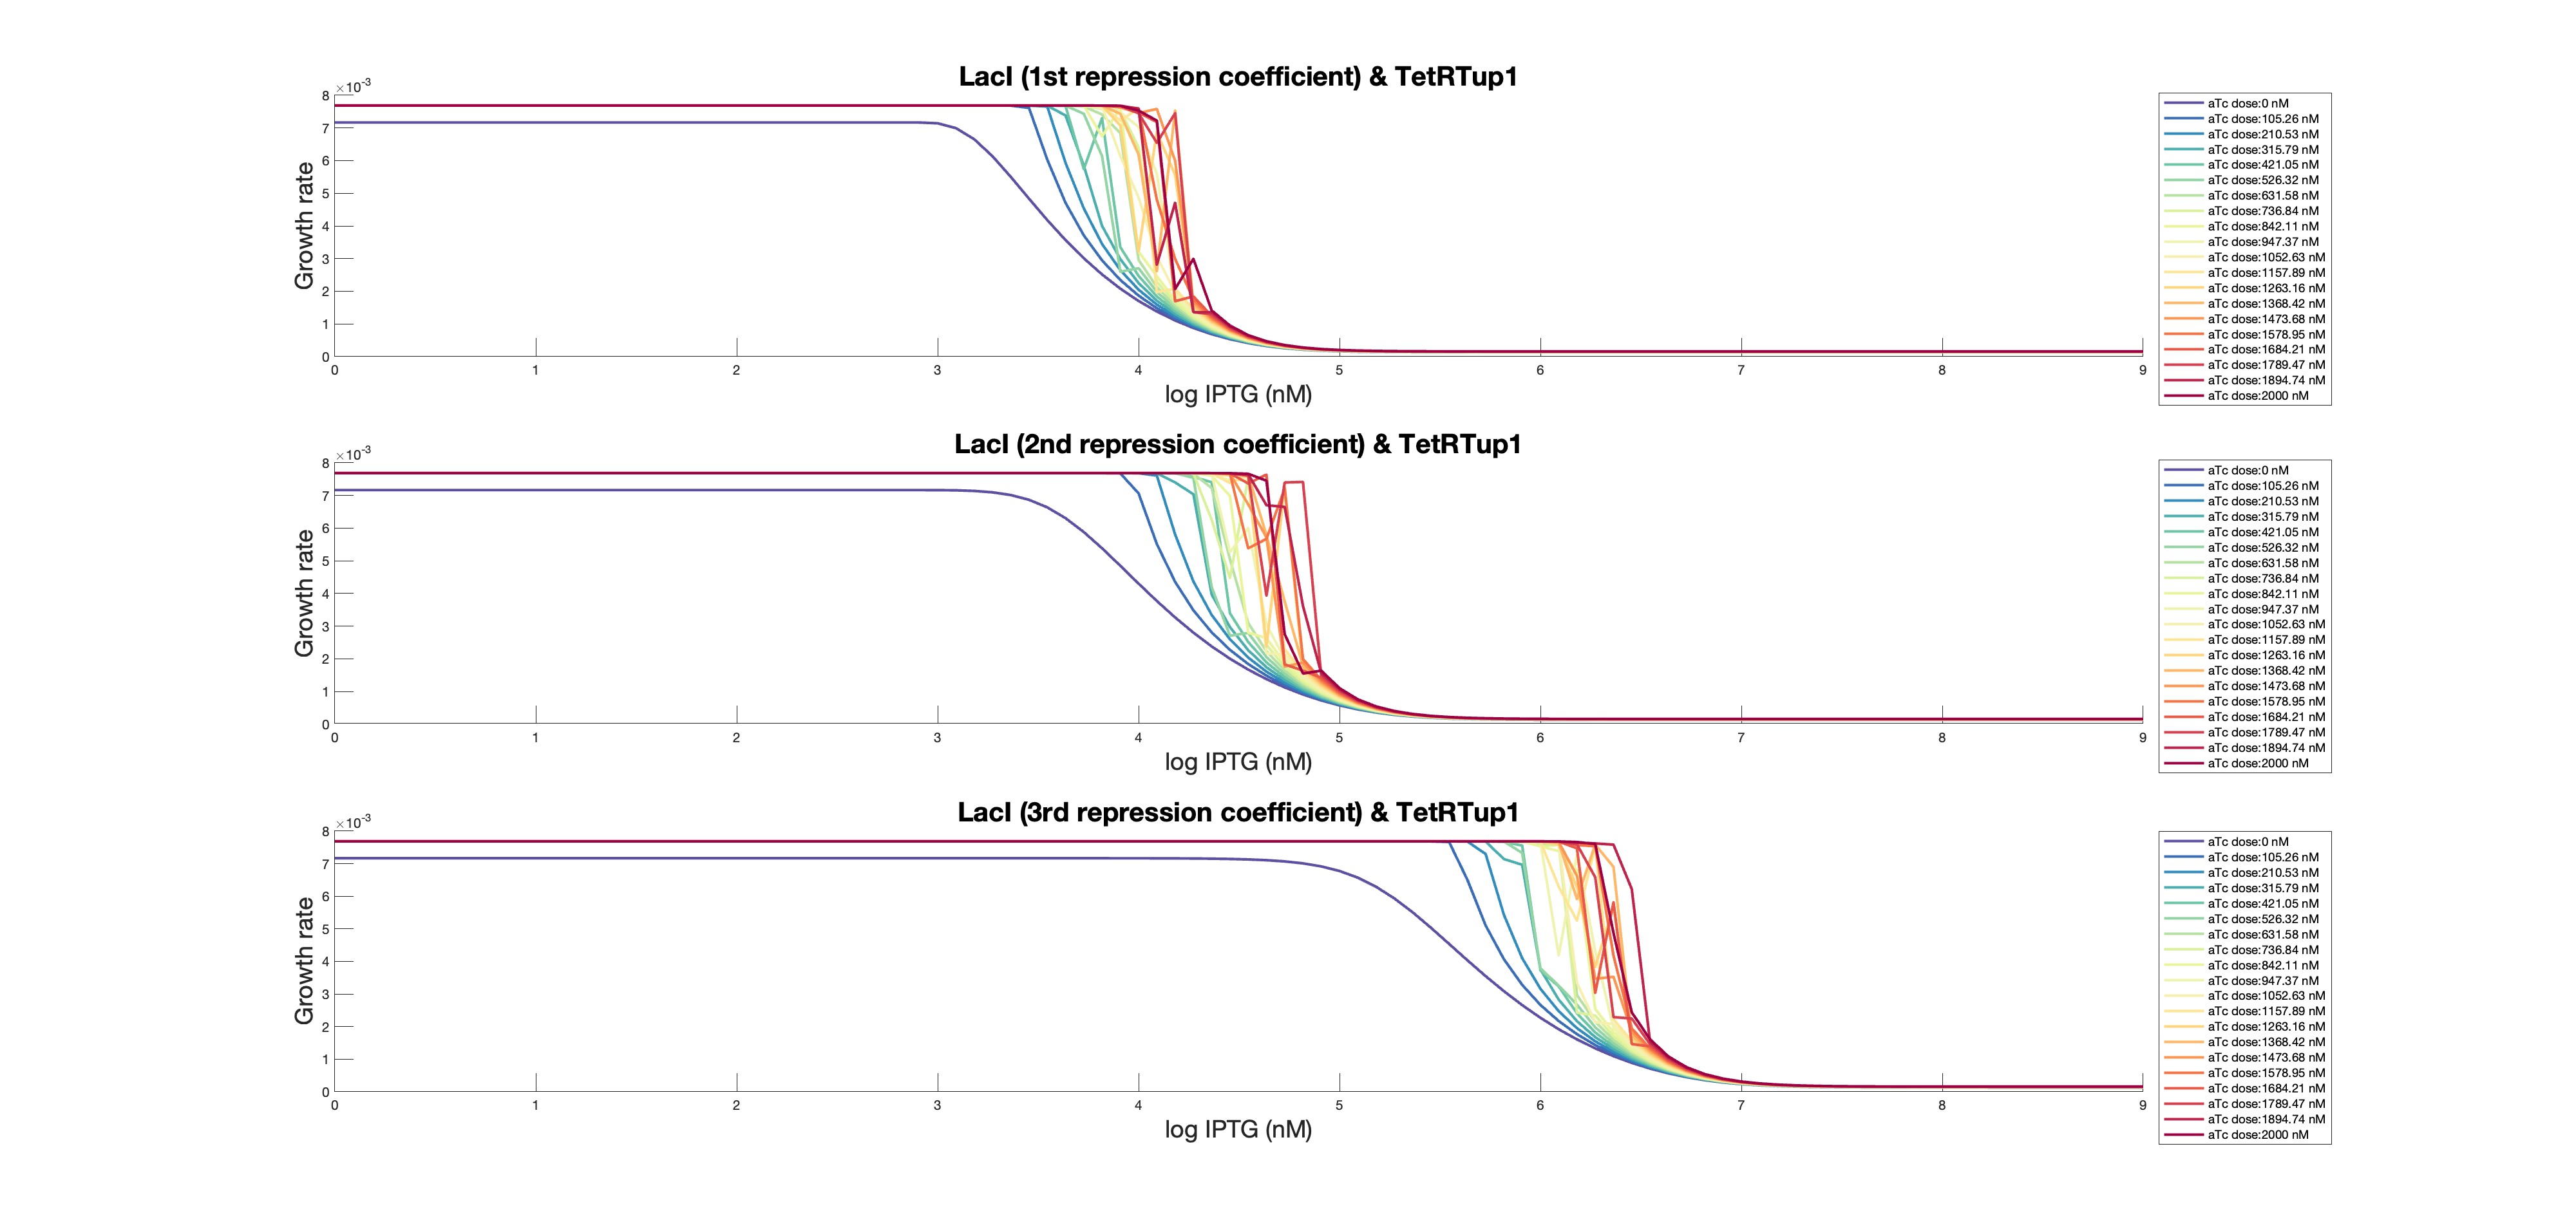 LacI (1st repression coefficient) & TetRTup1
×10-3
8
7
6
5
4
3
2
1
0
Growth rate
0 1 2 3 4 5 6 7 8 9
log IPTG (nM)
aTc dose:0 nM
aTc dose:105.26 nM
aTc dose:210.53 nM
aTc dose:315.79 nM
aTc dose:421.05 nM
aTc dose:526.32 nM
aTc dose:631.58 nM
aTc dose:736.84 nM
aTc dose:842.11 nM
aTc dose:947.37 nM
aTc dose:1052.63 nM
aTc dose:1157.89 nM
aTc dose:1263.16 nM
aTc dose:1368.42 nM
aTc dose:1473.68 nM
aTc dose:1578.95 nM
aTc dose:1684.21 nM
aTc dose:1789.47 nM
aTc dose:1894.74 nM
aTc dose:2000 nM
LacI (2nd repression coefficient) & TetRTup1
×10-3
8
7
6
5
4
3
2
1
0
Growth rate
0 1 2 3 4 5 6 7 8 9
log IPTG (nM)
aTc dose:0 nM
aTc dose:105.26 nM
aTc dose:210.53 nM
aTc dose:315.79 nM
aTc dose:421.05 nM
aTc dose:526.32 nM
aTc dose:631.58 nM
aTc dose:736.84 nM
aTc dose:842.11 nM
aTc dose:947.37 nM
aTc dose:1052.63 nM
aTc dose:1157.89 nM
aTc dose:1263.16 nM
aTc dose:1368.42 nM
aTc dose:1473.68 nM
aTc dose:1578.95 nM
aTc dose:1684.21 nM
aTc dose:1789.47 nM
aTc dose:1894.74 nM
aTc dose:2000 nM
LacI (3rd repression coefficient) & TetRTup1
×10-3
8
7
6
5
4
3
2
1
0
Growth rate
0 1 2 3 4 5 6 7 8 9
log IPTG (nM)
aTc dose:0 nM
aTc dose:105.26 nM
aTc dose:210.53 nM
aTc dose:315.79 nM
aTc dose:421.05 nM
aTc dose:526.32 nM
aTc dose:631.58 nM
aTc dose:736.84 nM
aTc dose:842.11 nM
aTc dose:947.37 nM
aTc dose:1052.63 nM
aTc dose:1157.89 nM
aTc dose:1263.16 nM
aTc dose:1368.42 nM
aTc dose:1473.68 nM
aTc dose:1578.95 nM
aTc dose:1684.21 nM
aTc dose:1789.47 nM
aTc dose:1894.74 nM
aTc dose:2000 nM